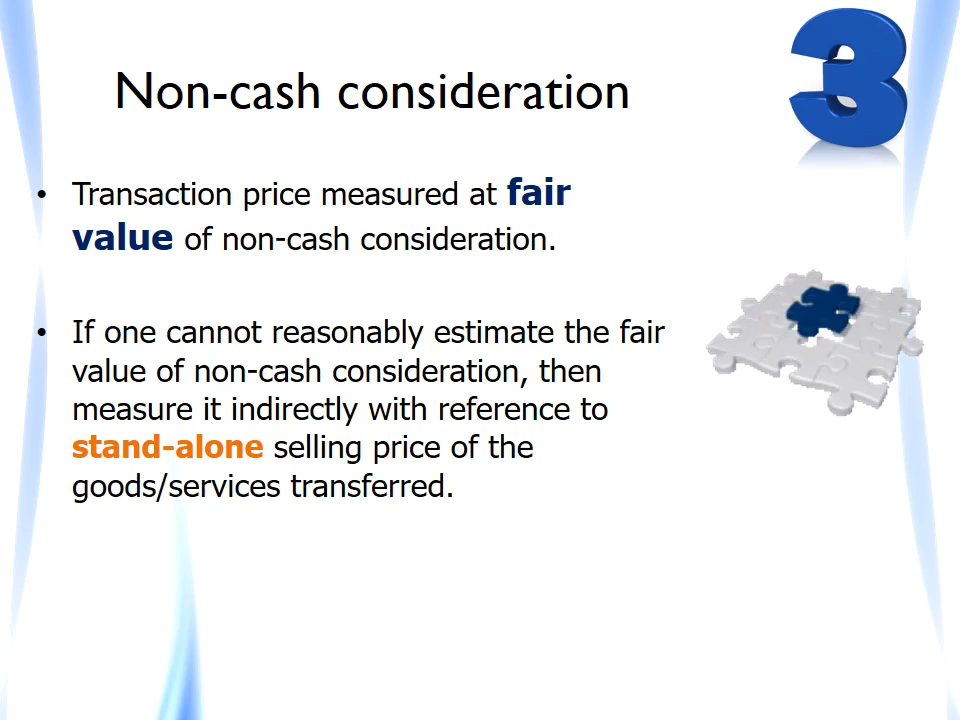 3
Non-cash consideration
• Transaction price measured at fair
value of non-cash consideration.
• If one cannot reasonably estimate the fair
value of non-cash consideration, then
measure it indirectly with reference to
stand-alone selling price of the
goods/services transferred.